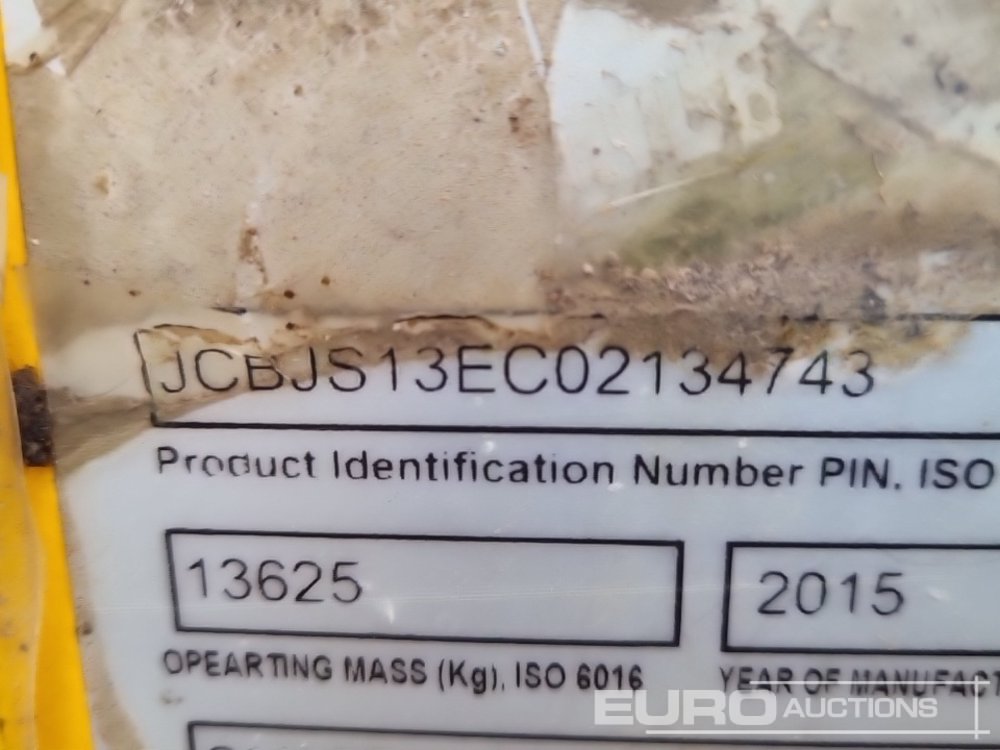 JCBJS13EC02134743
Product Identification Number PIN. ISO
13625
2015
OPEARTING MASS (Kg), ISO 6016
YEAR OF MANUFACT
EURO AUCTIONS